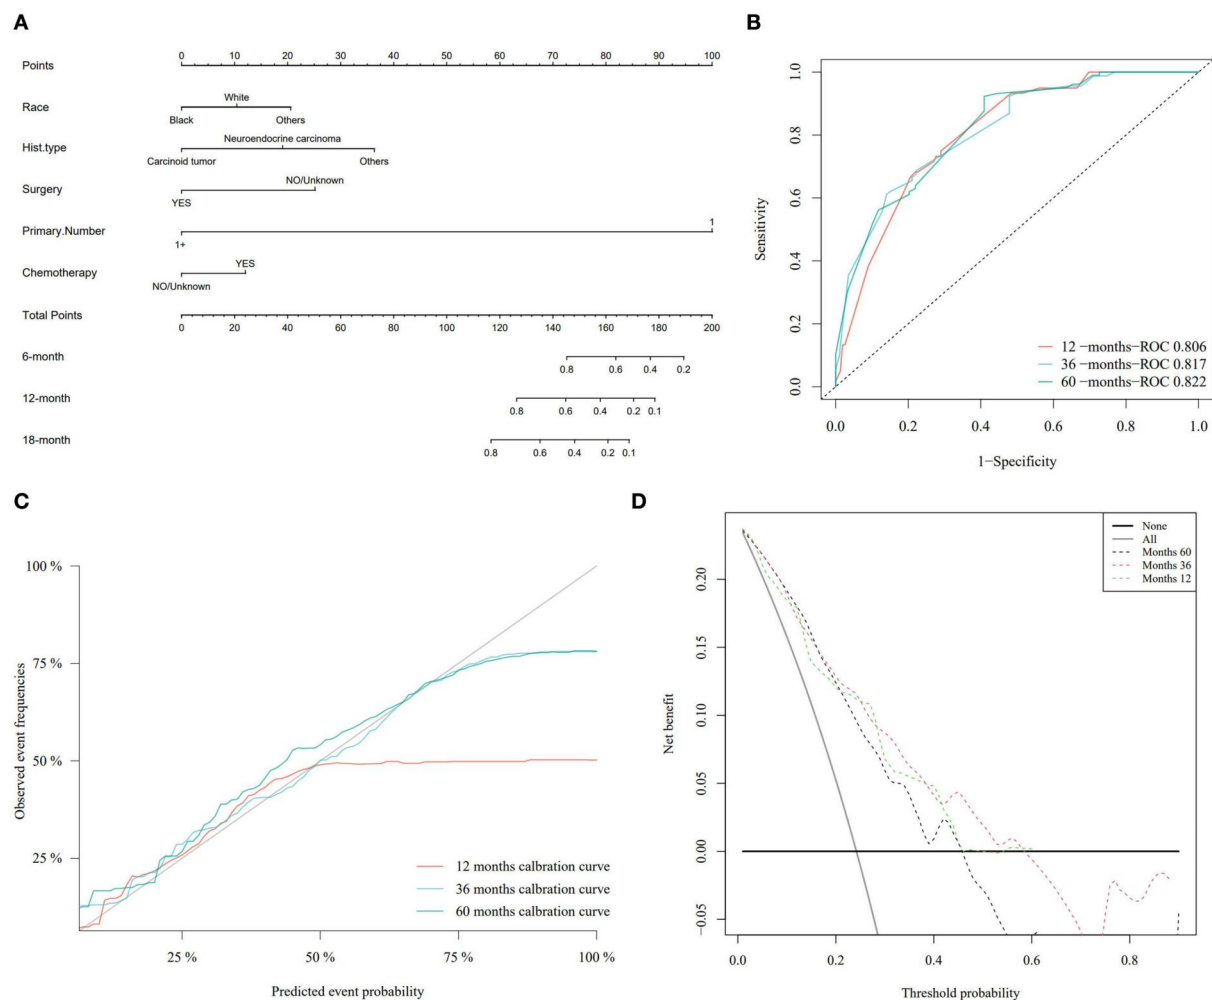 A
Points
0 10 20 30 40 50 60 70 80 90 100
Race
White
Black Others
Hist.type
Neuroendocrine carcinoma
Carcinoid tumor Others
Surgery
NO/Unknown
YES
Primary.Number
1
1+
Chemotherapy
YES
NO/Unknown
Total Points
0 20 40 60 80 100 120 140 160 180 200
6-month
0.8 0.6 0.4 0.2
12-month
0.8 0.6 0.4 0.2 0.1
18-month
0.8 0.6 0.4 0.2 0.1
B
Sensitivity
1.0
0.8
0.6
0.4
0.2
0.0
12 −months−ROC 0.806
36 −months−ROC 0.817
60 −months−ROC 0.822
0.0 0.2 0.4 0.6 0.8 1.0
1−Specificity
C
Observed event frequencies
100 %
75 %
50 %
25 %
12 months calbration curve
36 months calbration curve
60 months calbration curve
25 % 50 % 75 % 100 %
Predicted event probability
D
Net benefit
0.20
0.15
0.10
0.05
0.00
−0.05
None
All
Months 60
Months 36
Months 12
0.0 0.2 0.4 0.6 0.8
Threshold probability